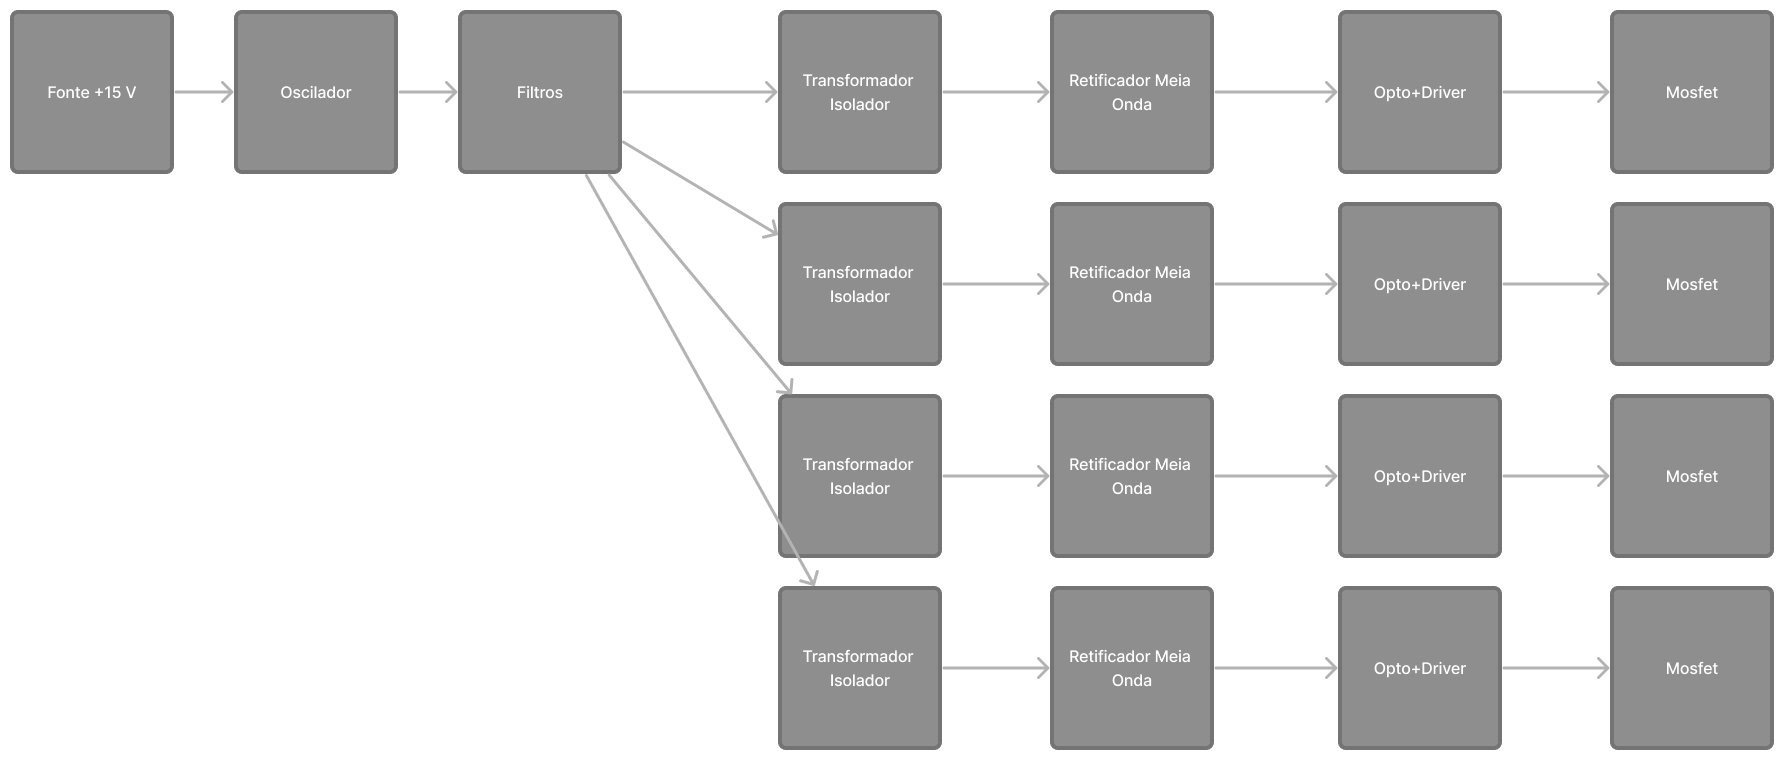 Fonte +15 V
Oscilador
Filtros
Transformador
Isolador
Retificador Meia
Onda
Opto+Driver
Mosfet
Transformador
Isolador
Retificador Meia
Onda
Opto+Driver
Mosfet
Transformador
Isolador
Retificador Meia
Onda
Opto+Driver
Mosfet
Transformador
Isolador
Retificador Meia
Onda
Opto+Driver
Mosfet